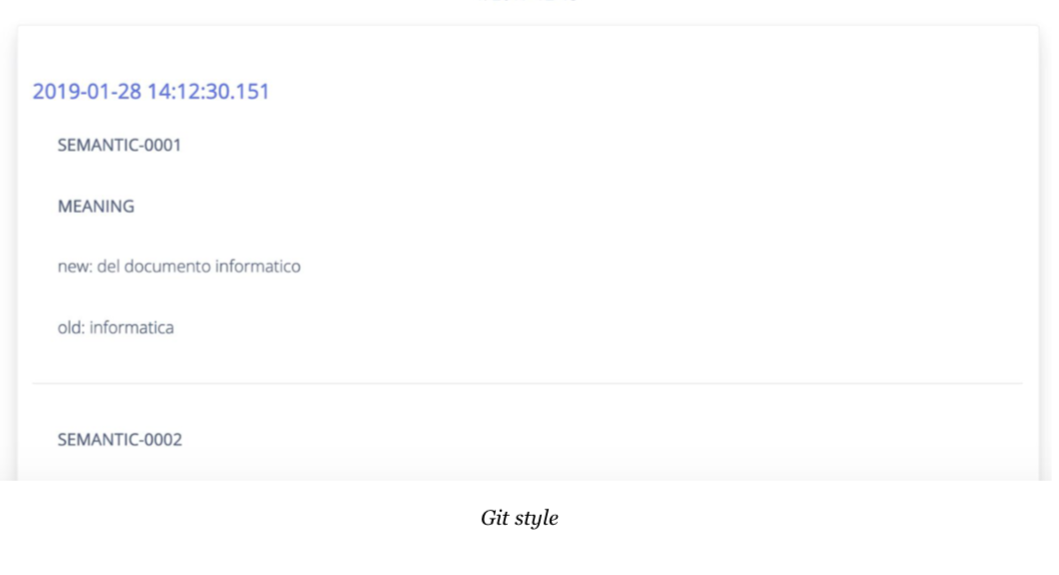 2019-01-28 14:12:30.151
SEMANTIC-0001
MEANING
new: del documento informatico
old: informatica
SEMANTIC-0002
Git style